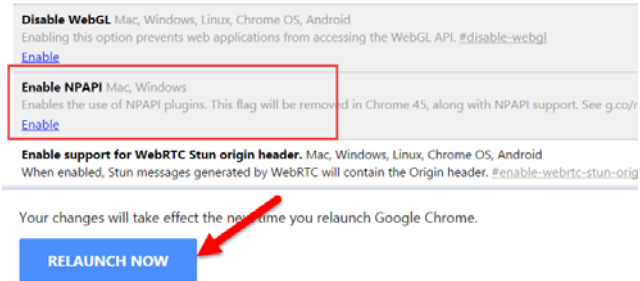 Disable WebGL Mac, Windows, Linux, Chrome OS, Android
Enabling this option prevents web applications from accessing the WebGL API. #disable-webgl
Enable
Enable NPAPI Mac, Windows
Enables the use of NPAPI plugins. This flag will be removed in Chrome 45, along with NPAPI support. See
Enable
Enable support for WebRTC Stun origin header. Mac, Windows, Linux, Chrome OS, Android
When enabled, Stun messages generated by WebRTC will contain the Origin header. #enable-webrtc-stun-orig
Your changes will take effect the next time you relaunch Google Chrome.
RELAUNCH NOW